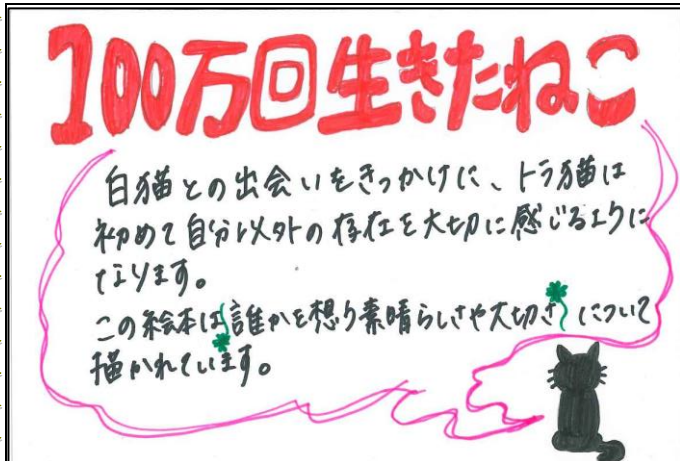 100万回生きたねこ
白猫との出会いをきっかけに、トラ猫は
初めて自分以外の存在を大切に感じるように
なります。
この絵本は誰かを想う素晴らしさや大切さについて
描かれています。